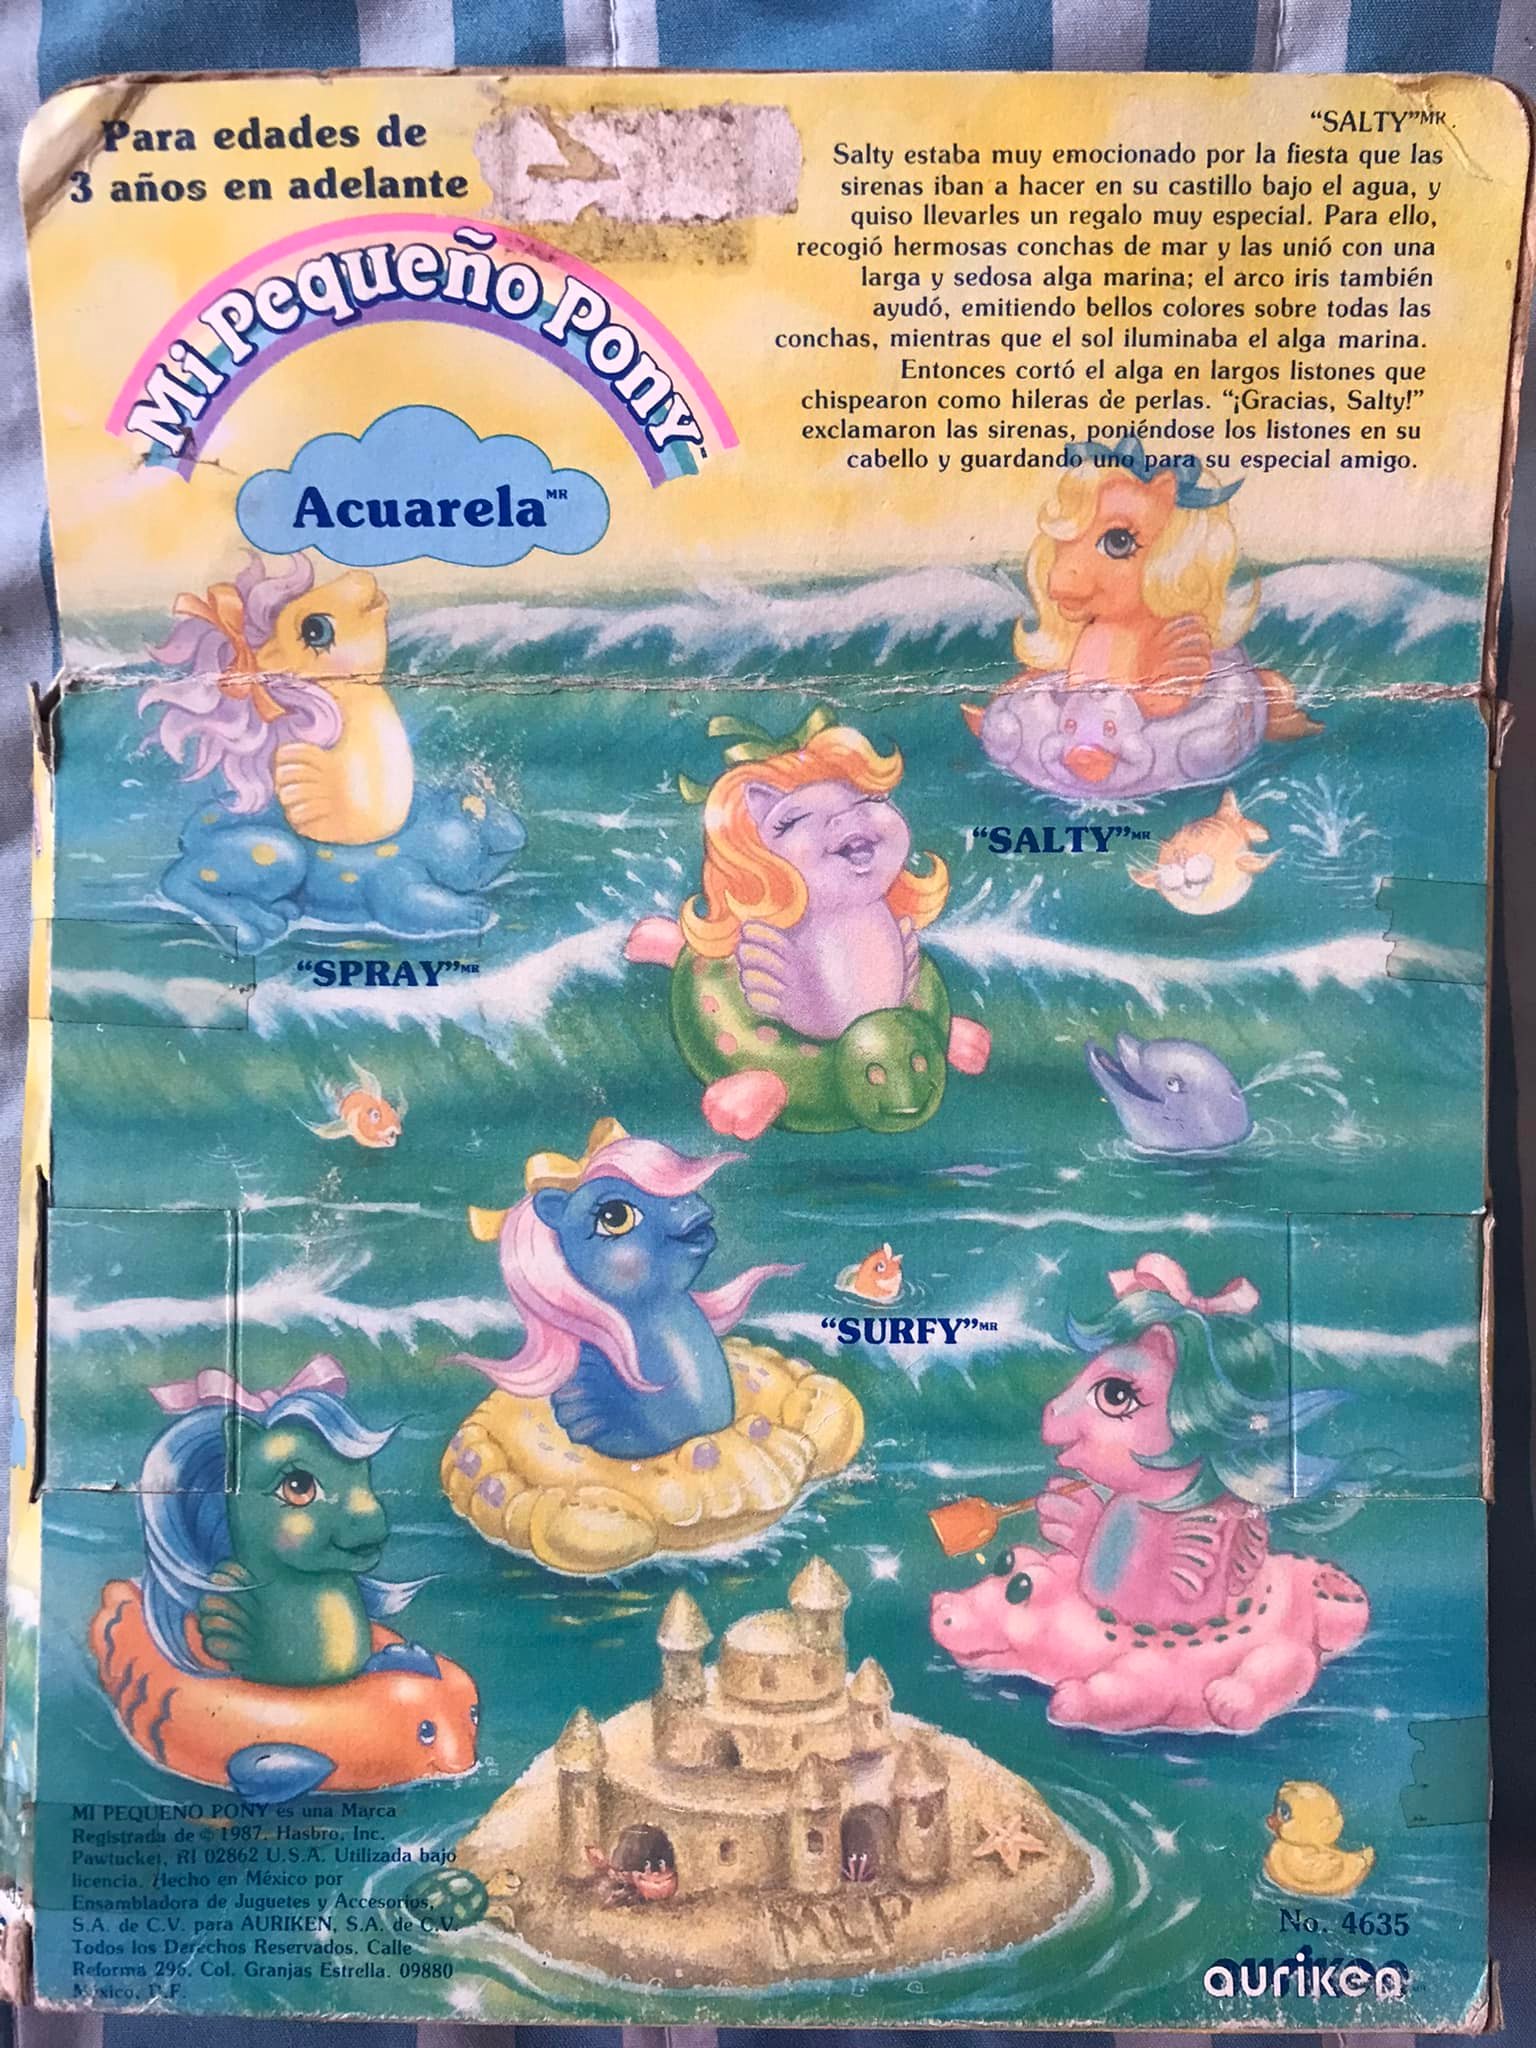 Para edades de
3 años en adelante
Mi Pequeño Pony
Acuarela MR
"SALTY" MR.
Salty estaba muy emocionado por la fiesta que las
sirenas iban a hacer en su castillo bajo el agua, y
quiso llevarles un regalo muy especial. Para ello,
recogió hermosas conchas de mar y las unió con una
larga y sedosa alga marina; el arco iris también
ayudó, emitiendo bellos colores sobre todas las
conchas, mientras que el sol iluminaba el alga marina.
Entonces cortó el alga en largos listones que
chispearon como hileras de perlas. "¡Gracias, Salty!"
exclamaron las sirenas, poniéndose los listones en su
cabello y guardando uno para su especial amigo.
"SALTY" MR
"SPRAY" MR
"SURFY" MR
MLP
MI PEQUENO PONY es una Marca
Registrada de © 1987. Hasbro, Inc.
Pawtucket, RI 02862 U.S.A. Utilizada bajo
licencia. Hecho en México por
Ensambladora de Juguetes y Accesorios,
S.A. de C.V. para AURIKEN, S.A. de C.V.
Todos los Derechos Reservados. Calle
Reforma 296, Col. Granjas Estrella. 09880
México, D.F.
No. 4635
auriken